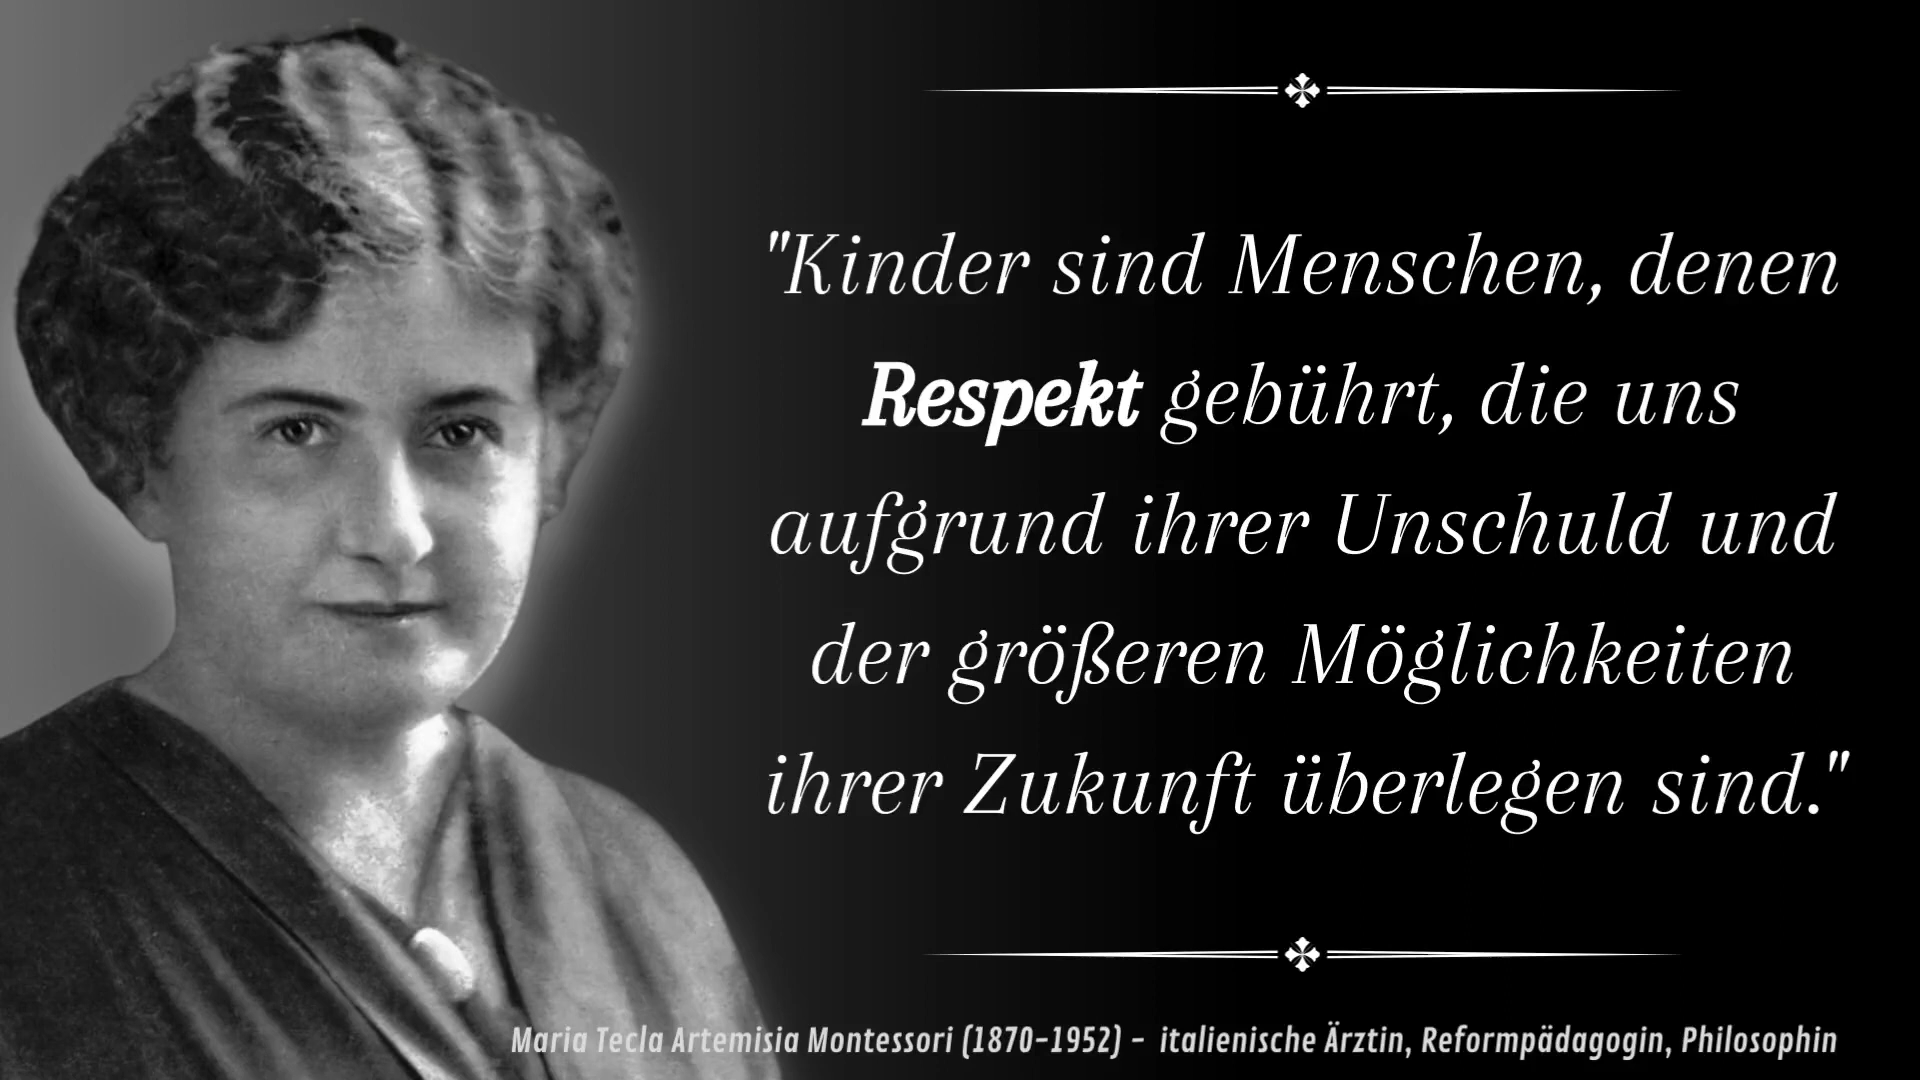 "Kinder sind Menschen, denen
Respekt gebührt, die uns
aufgrund ihrer Unschuld und
der größeren Möglichkeiten
ihrer Zukunft überlegen sind."
Maria Tecla Artemisia Montessori (1870-1952) - italienische Ärztin, Reformpädagogin, Philosophin